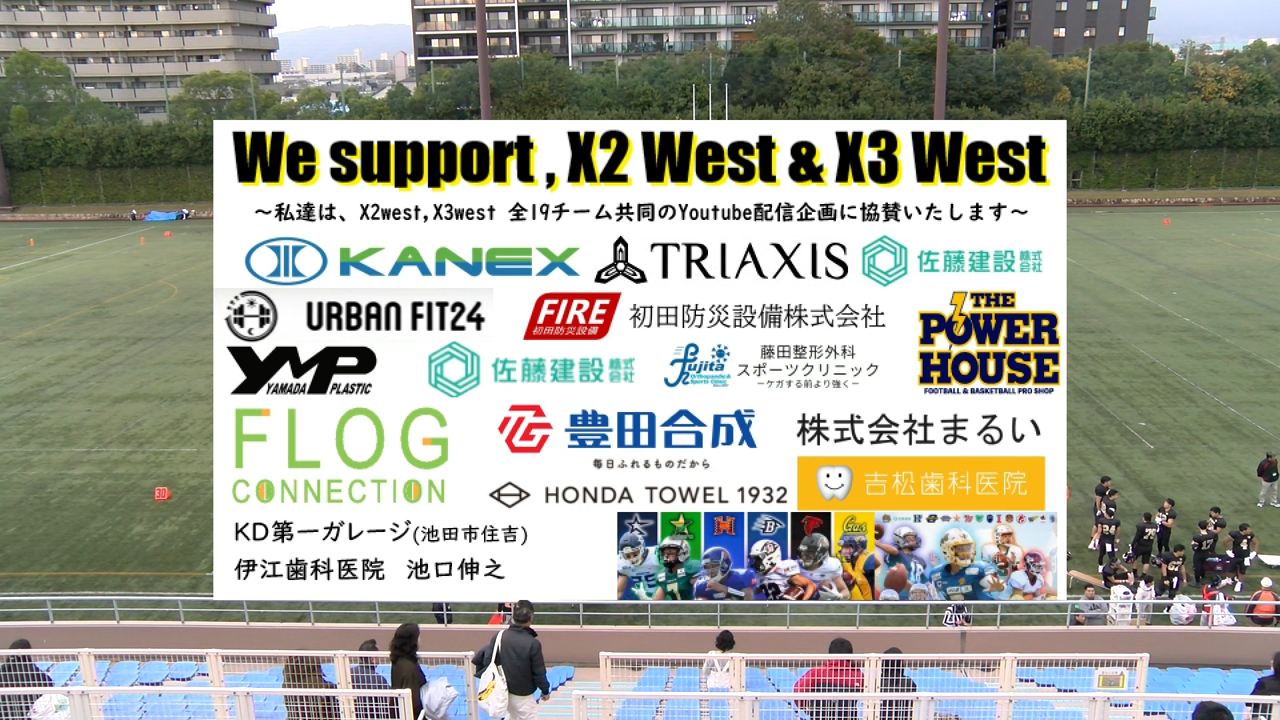 We support , X2 West & X3 West
～私達は、X2west,X3west 全19チーム共同のYoutube配信企画に協賛いたします～
KANEX
TRIAXIS
佐藤建設株式会社
URBAN FIT24
FIRE
初田防災設備
初田防災設備株式会社
THE
POWER
HOUSE
FOOTBALL & BASKETBALL PRO SHOP
YMP
YAMADA PLASTIC
佐藤建設株式会社
Fujita
Orthopaedic &
Sports Clinic
藤田整形外科
スポーツクリニック
ーケガする前より強くー
FLOG
CONNECTION
豊田合成
毎日ふれるものだから
株式会社まるい
HONDA TOWEL 1932
吉松歯科医院
KD第一ガレージ(池田市住吉)
伊江歯科医院 池口伸之
30